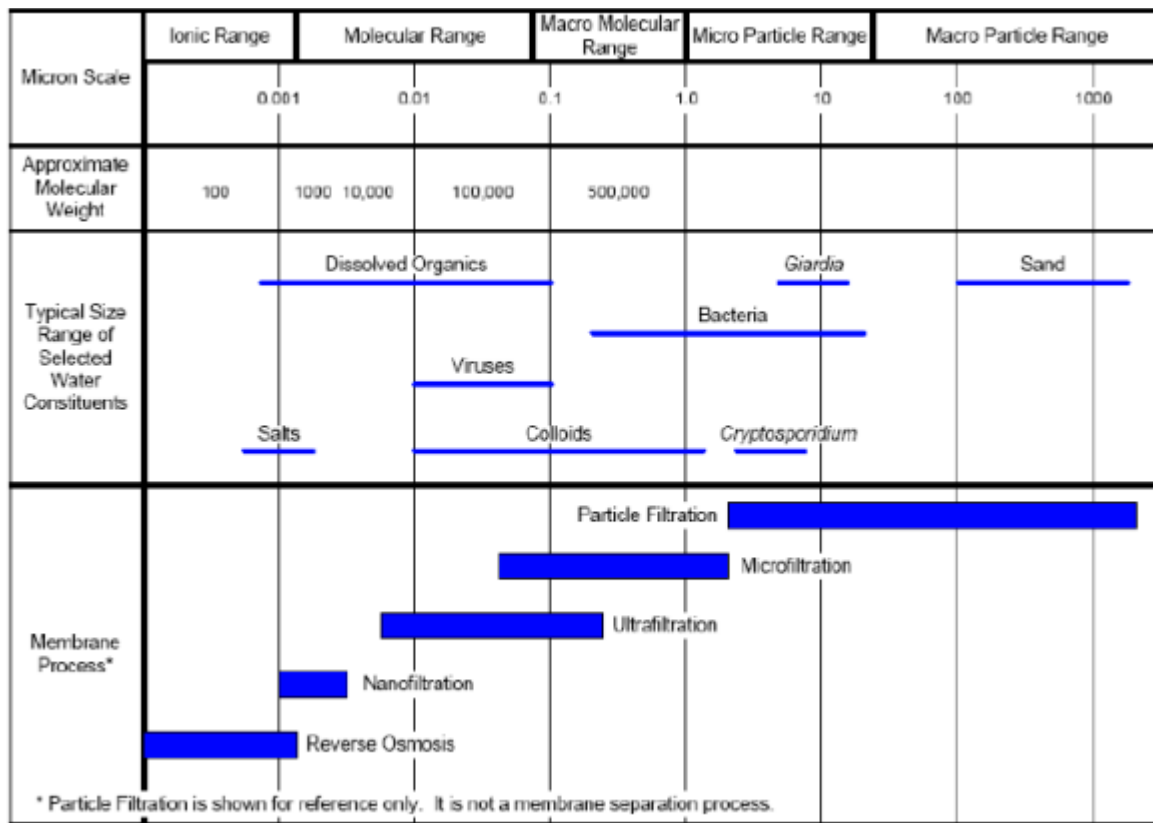 Ionic Range
Molecular Range
Macro Molecular
Range
Micro Particle Range
Macro Particle Range
Micron Scale
0.001
0.01
0.1
1.0
10
100
1000
Approximate
Molecular
Weight
100
1000
10,000
100,000
500,000
Typical Size
Range of
Selected
Water
Constituents
Dissolved Organics
Giardia
Sand
Bacteria
Viruses
Salts
Colloids
Cryptosporidium
Membrane
Process*
Particle Filtration
Microfiltration
Ultrafiltration
Nanofiltration
Reverse Osmosis
* Particle Filtration is shown for reference only. It is not a membrane separation process.